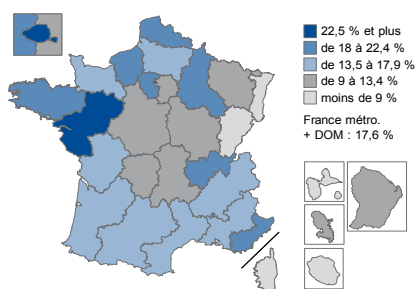 22,5 % et plus
de 18 à 22,4 %
de 13,5 à 17,9 %
de 9 à 13,4 %
moins de 9 %
France métro.
+ DOM : 17,6 %